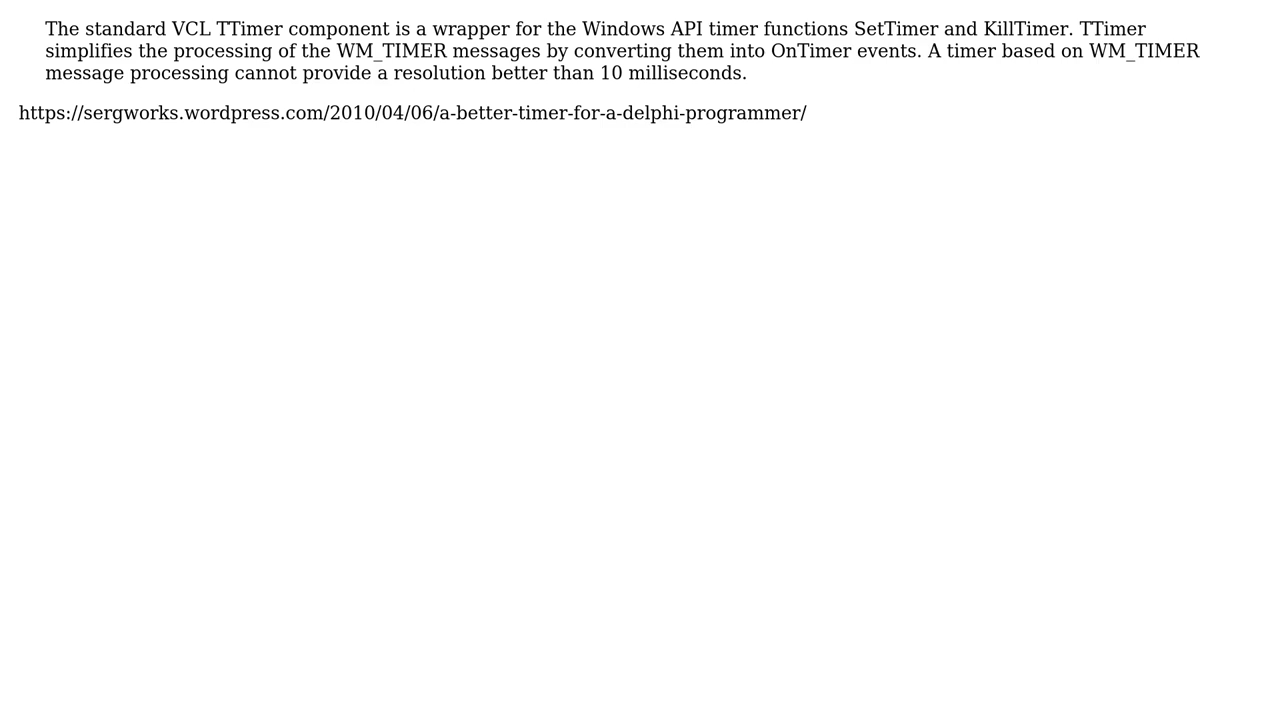 The standard VCL TTimer component is a wrapper for the Windows API timer functions SetTimer and KillTimer. TTimer
simplifies the processing of the WM_TIMER messages by converting them into OnTimer events. A timer based on WM_TIMER
message processing cannot provide a resolution better than 10 milliseconds.
https://sergworks.wordpress.com/2010/04/06/a-better-timer-for-a-delphi-programmer/